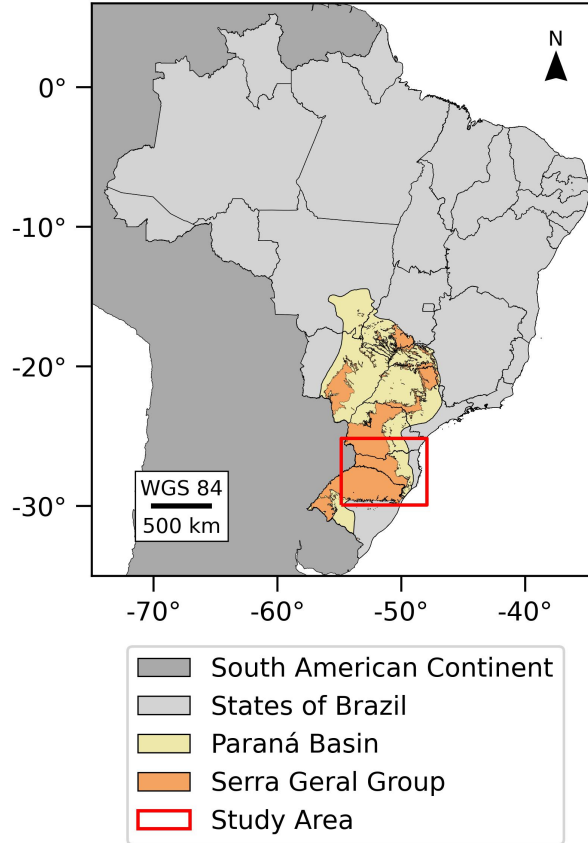 N
0°
-10°
-20°
-30°
WGS 84
500 km
-70°
-60°
-50°
-40°
South American Continent
States of Brazil
Paraná Basin
Serra Geral Group
Study Area